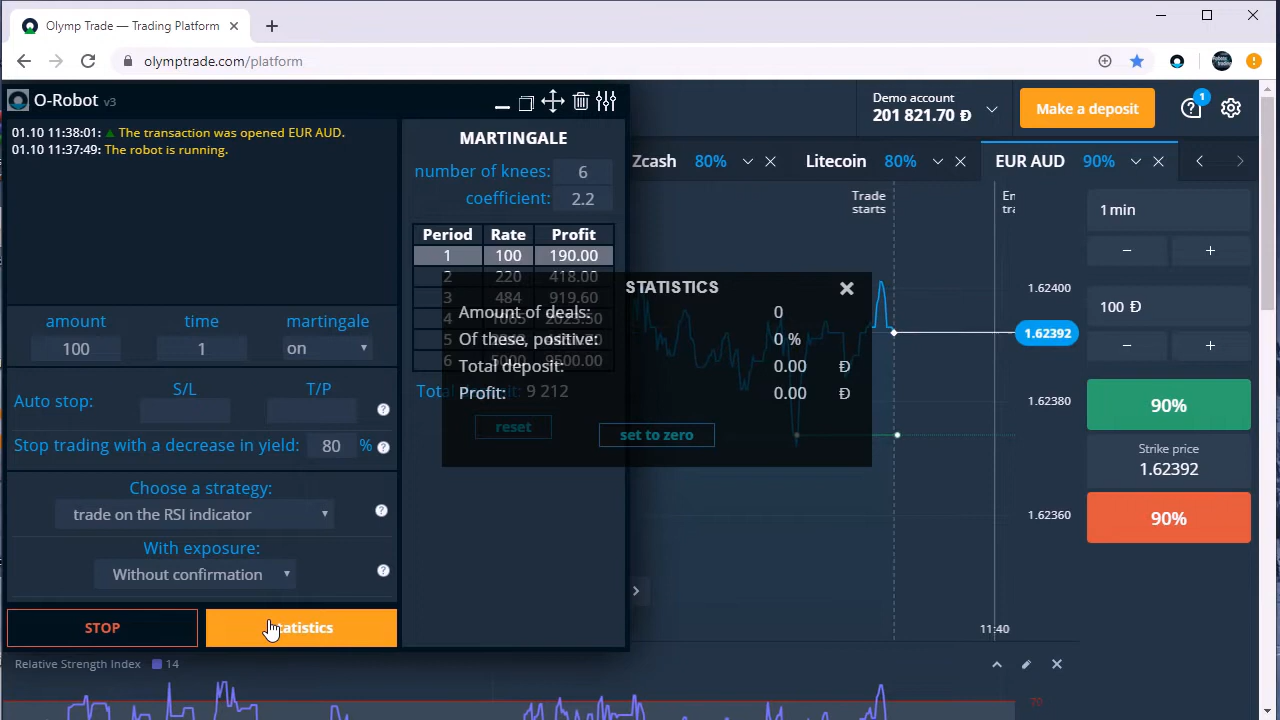 Olymp Trade — Trading Platform
olymptrade.com/platform
O-Robot v3
01.10 11:38:01: ▲ The transaction was opened EUR AUD.
01.10 11:37:49: The robot is running.
amount
time
martingale
100
1
on
Auto stop:
S/L
T/P
?
Stop trading with a decrease in yield: 80 % ?
Choose a strategy:
trade on the RSI indicator
?
With exposure:
Without confirmation
?
STOP
MARTINGALE
number of knees: 6
coefficient: 2.2
Period Rate Profit
1 100 190.00
2 220 418.00
3 484 919.60
4
5
6
9 212
reset
STATISTICS
Amount of deals: 0
Of these, positive: 0 %
Total deposit: 0.00 Đ
Profit: 0.00 Đ
set to zero
Demo account
201 821.70 Đ
Make a deposit
? 1
Zcash 80%
Litecoin 80%
EUR AUD 90%
Trade
starts
1.62400
1.62392
1.62380
1.62360
11:40
1 min
− +
100 Đ
− +
90%
Strike price
1.62392
90%
Relative Strength Index 14
70